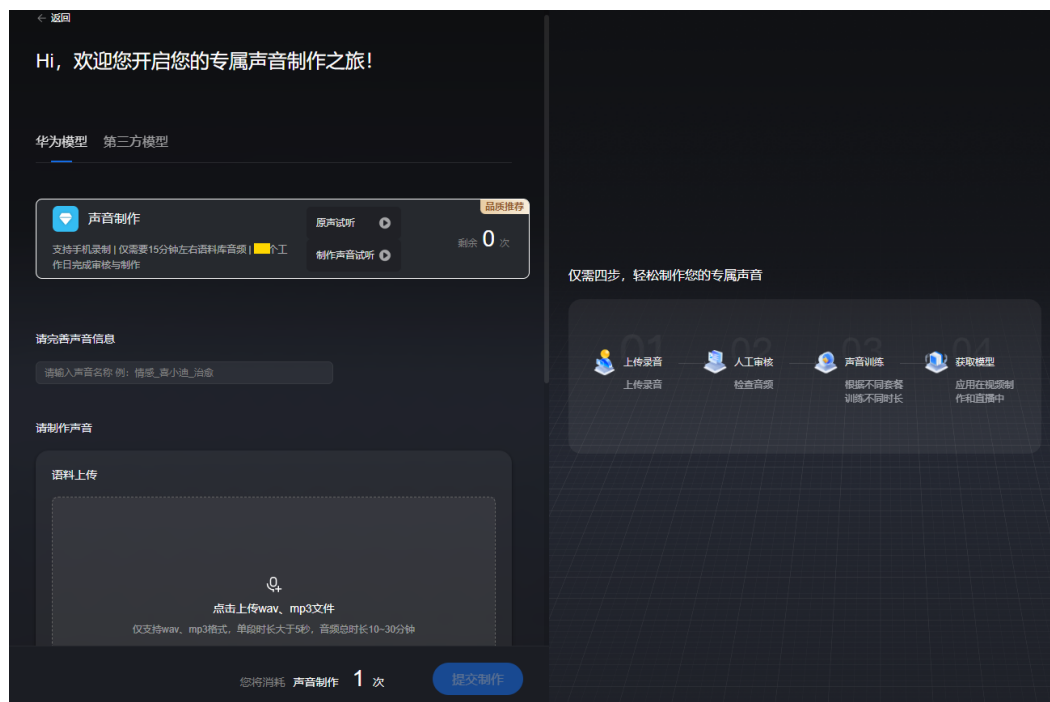 ← 返回
Hi，欢迎您开启您的专属声音制作之旅！
华为模型 第三方模型
品质推荐
声音制作
支持手机录制 | 仅需要15分钟左右语料库音频 | 个工
作日完成审核与制作
原声试听
制作声音试听
剩余 0 次
请完善声音信息
请输入声音名称 例：情感_高小迪_治愈
请制作声音
语料上传
点击上传wav、mp3文件
仅支持wav、mp3格式，单段时长大于5秒，音频总时长10~30分钟
您将消耗 声音制作 1 次
提交制作
仅需四步，轻松制作您的专属声音
01 02 03 04
上传录音 人工审核 声音训练 获取模型
上传录音 检查音频 根据不同套餐 应用在视频制
训练不同时长 作和直播中